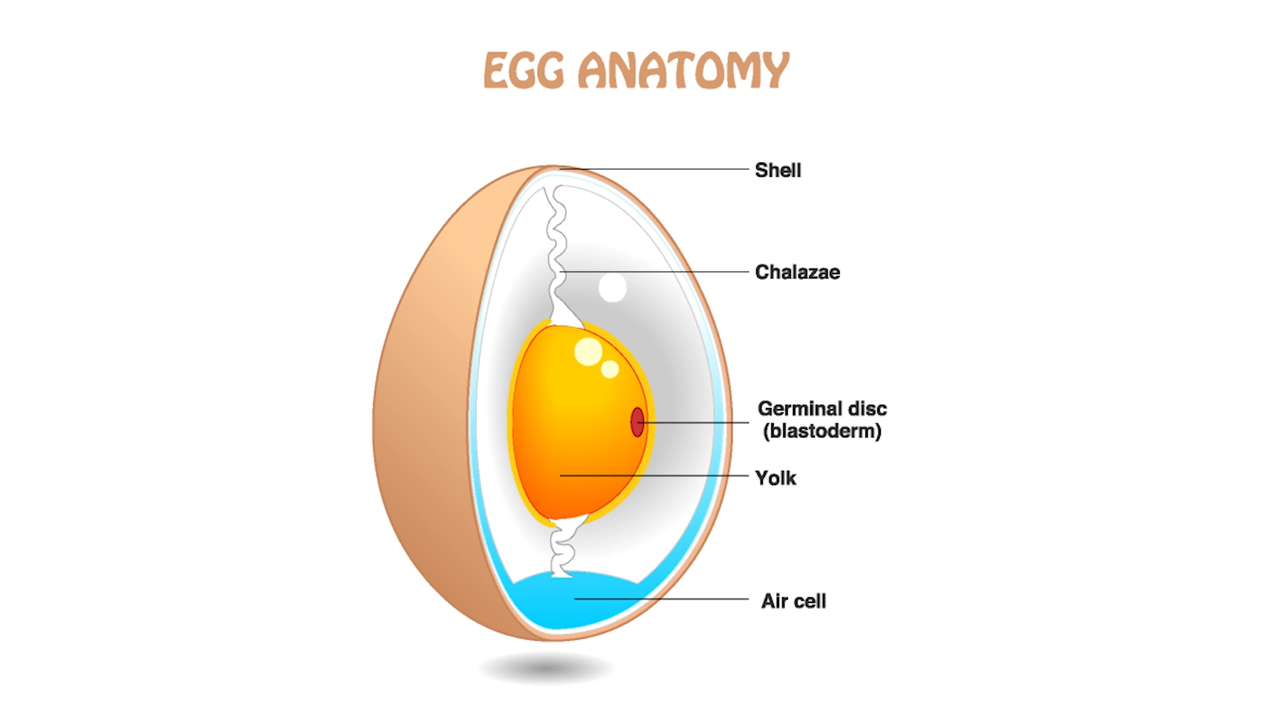 EGG ANATOMY
Shell
Chalazae
Germinal disc
(blastoderm)
Yolk
Air cell